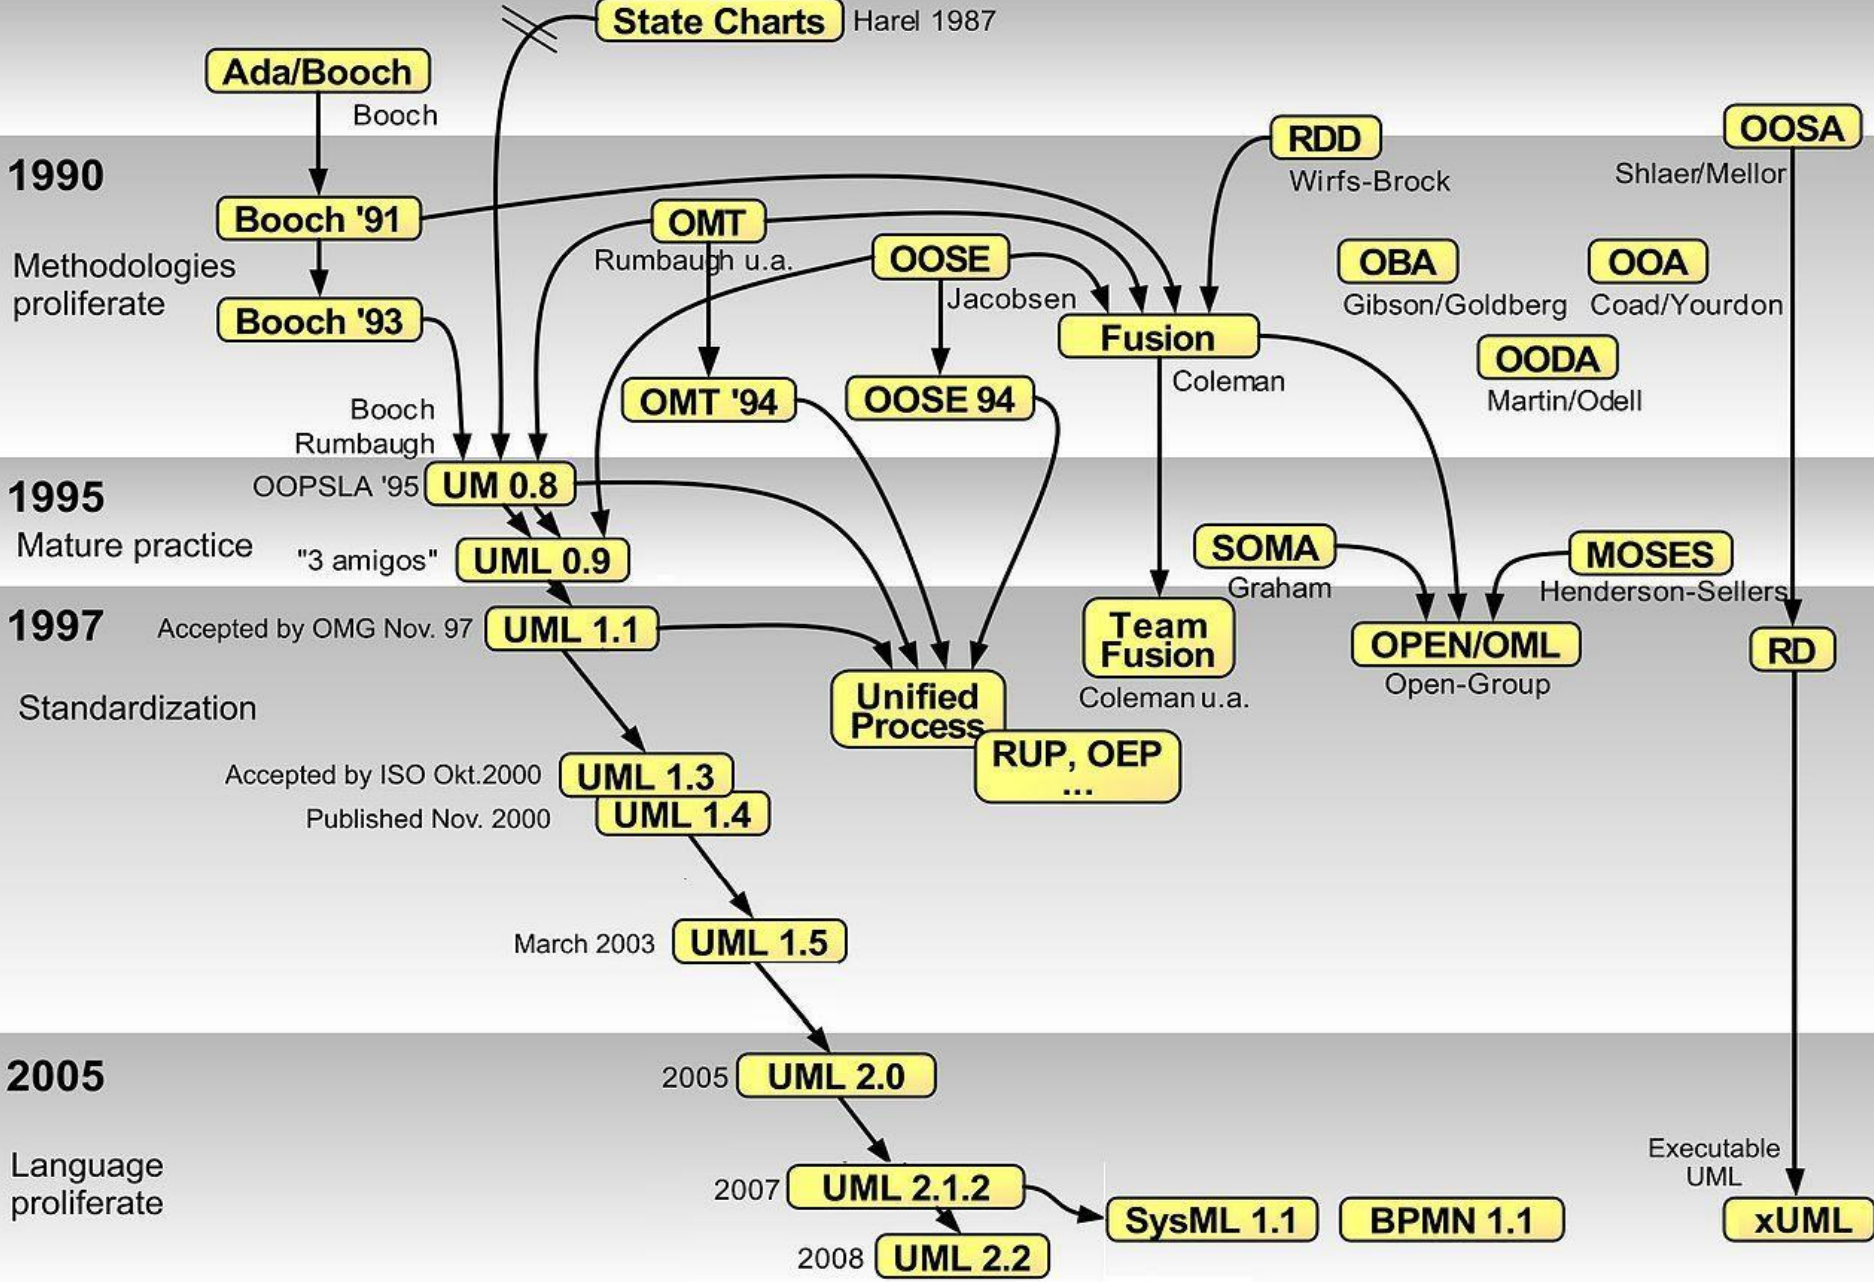 State Charts
Harel 1987
Ada/Booch
Booch
RDD
Wirfs-Brock
OOSA
Shlaer/Mellor
1990
Methodologies
proliferate
Booch '91
OMT
Rumbaugh u.a.
OOSE
Jacobsen
OBA
Gibson/Goldberg
OOA
Coad/Yourdon
Booch '93
Fusion
Coleman
OODA
Martin/Odell
OMT '94
OOSE 94
Booch
Rumbaugh
1995
Mature practice
OOPSLA '95
UM 0.8
"3 amigos"
UML 0.9
SOMA
Graham
MOSES
Henderson-Sellers
1997
Standardization
Accepted by OMG Nov. 97
UML 1.1
Team
Fusion
Coleman u.a.
OPEN/OML
Open-Group
RD
Unified
Process
RUP, OEP
...
Accepted by ISO Okt.2000
UML 1.3
Published Nov. 2000
UML 1.4
March 2003
UML 1.5
2005
Language
proliferate
2005
UML 2.0
2007
UML 2.1.2
2008
UML 2.2
SysML 1.1
BPMN 1.1
Executable
UML
xUML